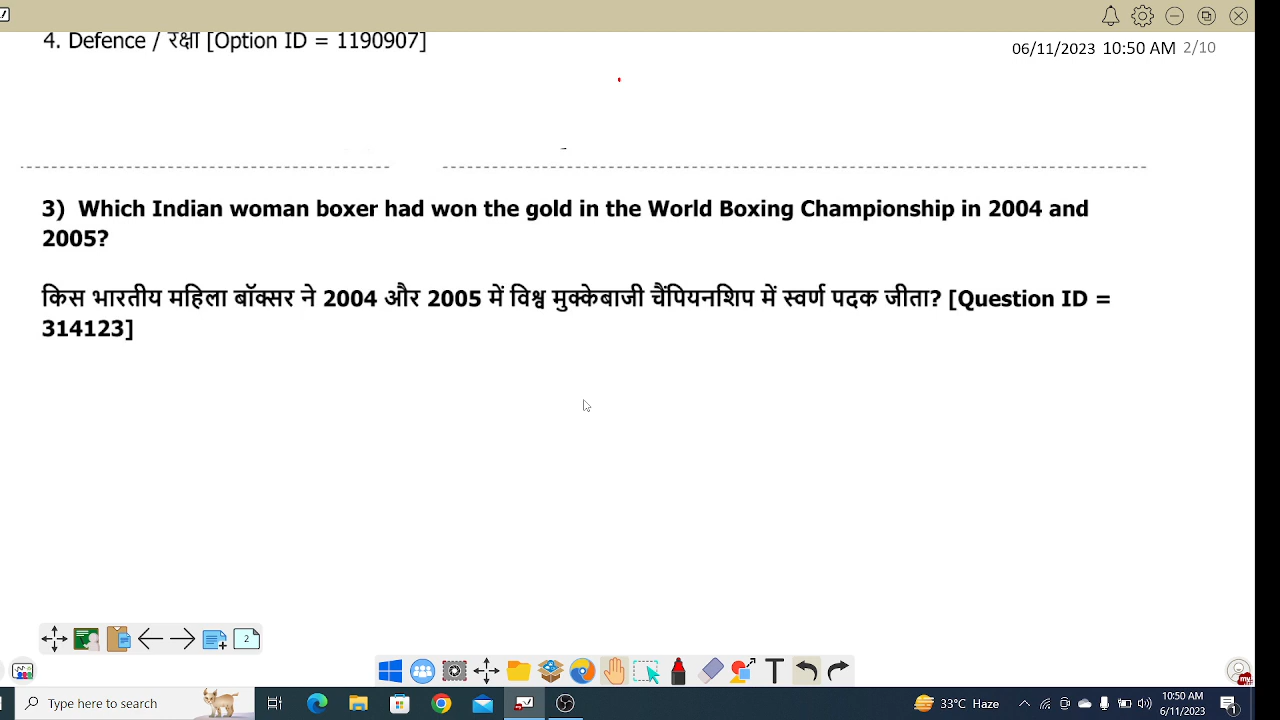 4. Defence / रक्षा [Option ID = 1190907]
06/11/2023 10:50 AM 2/10
3) Which Indian woman boxer had won the gold in the World Boxing Championship in 2004 and
2005?
किस भारतीय महिला बॉक्सर ने 2004 और 2005 में विश्व मुक्केबाजी चैंपियनशिप में स्वर्ण पदक जीता? [Question ID =
314123]
2
Type here to search
33°C Haze
10:50 AM
6/11/2023
1